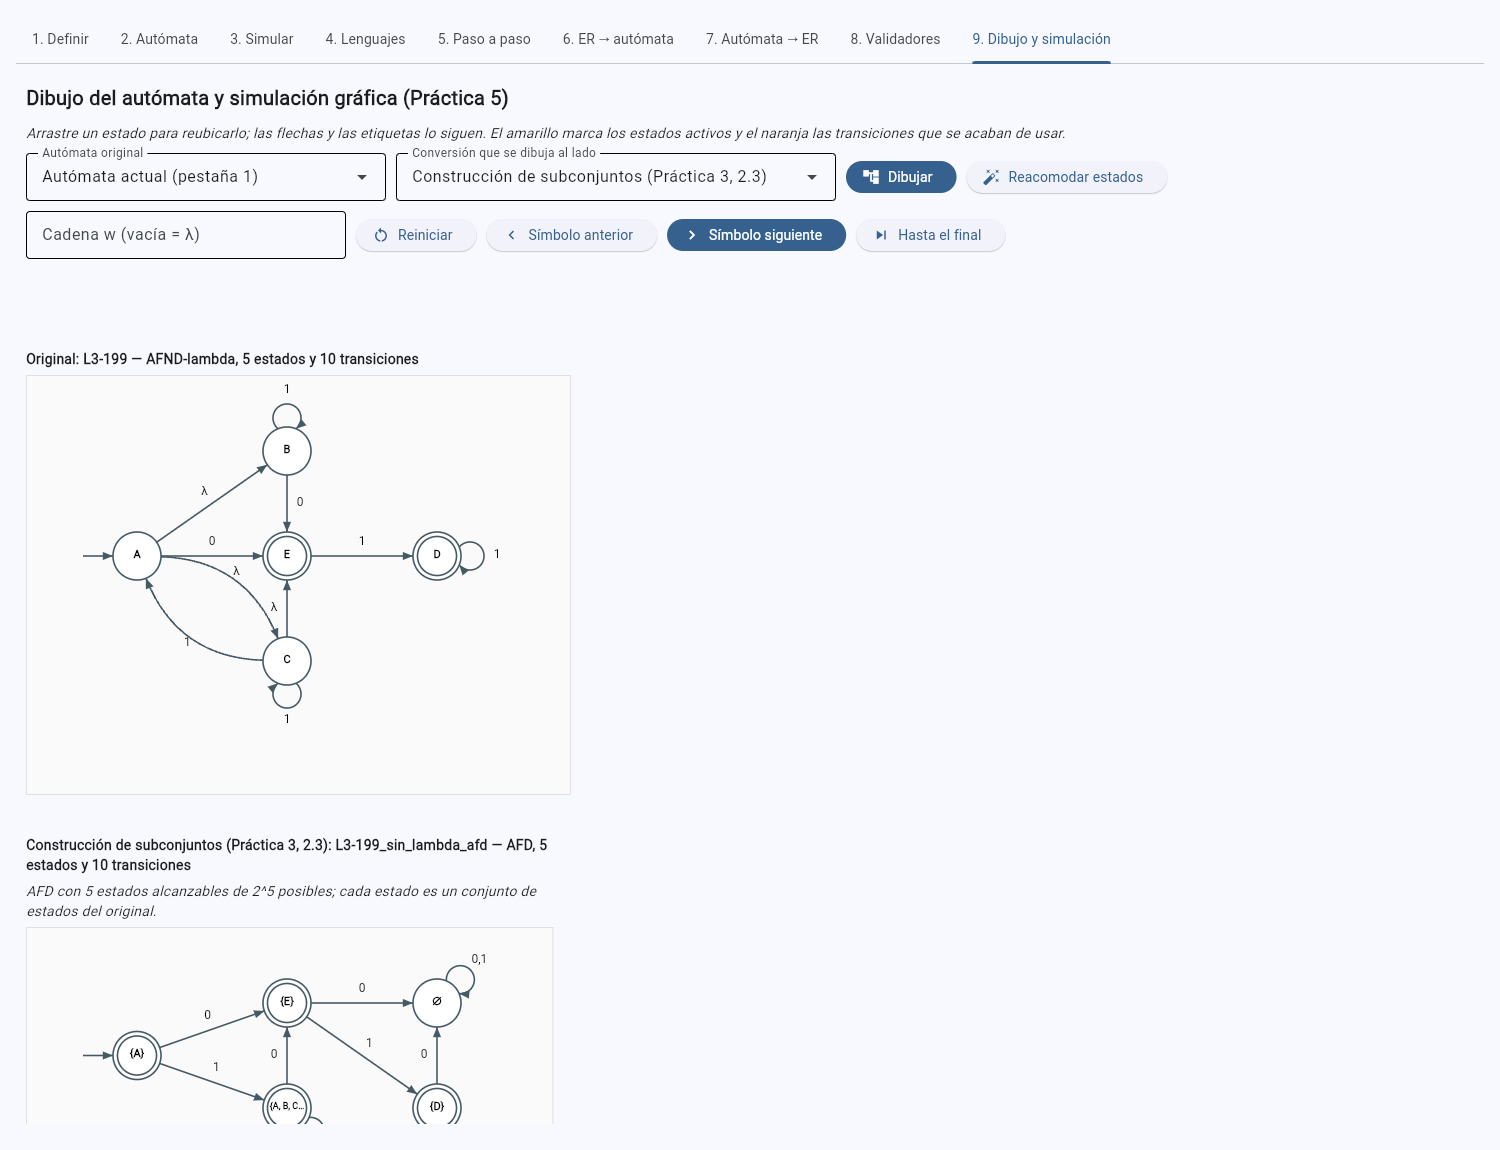 1. Definir 2. Autómata 3. Simular 4. Lenguajes 5. Paso a paso 6. ER → autómata 7. Autómata → ER 8. Validadores 9. Dibujo y simulación
Dibujo del autómata y simulación gráfica (Práctica 5)
Arrastre un estado para reubicarlo; las flechas y las etiquetas lo siguen. El amarillo marca los estados activos y el naranja las transiciones que se acaban de usar.
Autómata original Conversión que se dibuja al lado
Autómata actual (pestaña 1) Construcción de subconjuntos (Práctica 3, 2.3) Dibujar Reacomodar estados
Cadena w (vacía = λ) Reiniciar Símbolo anterior Símbolo siguiente Hasta el final
Original: L3-199 — AFND-lambda, 5 estados y 10 transiciones
1
B
λ
0
0 1
A E D 1
λ
λ
1
C
1
Construcción de subconjuntos (Práctica 3, 2.3): L3-199_sin_lambda_afd — AFD, 5
estados y 10 transiciones
AFD con 5 estados alcanzables de 2^5 posibles; cada estado es un conjunto de
estados del original.
0,1
0
{E} ∅
0
1
{A} 0 0
1
{A, B, C... {D}